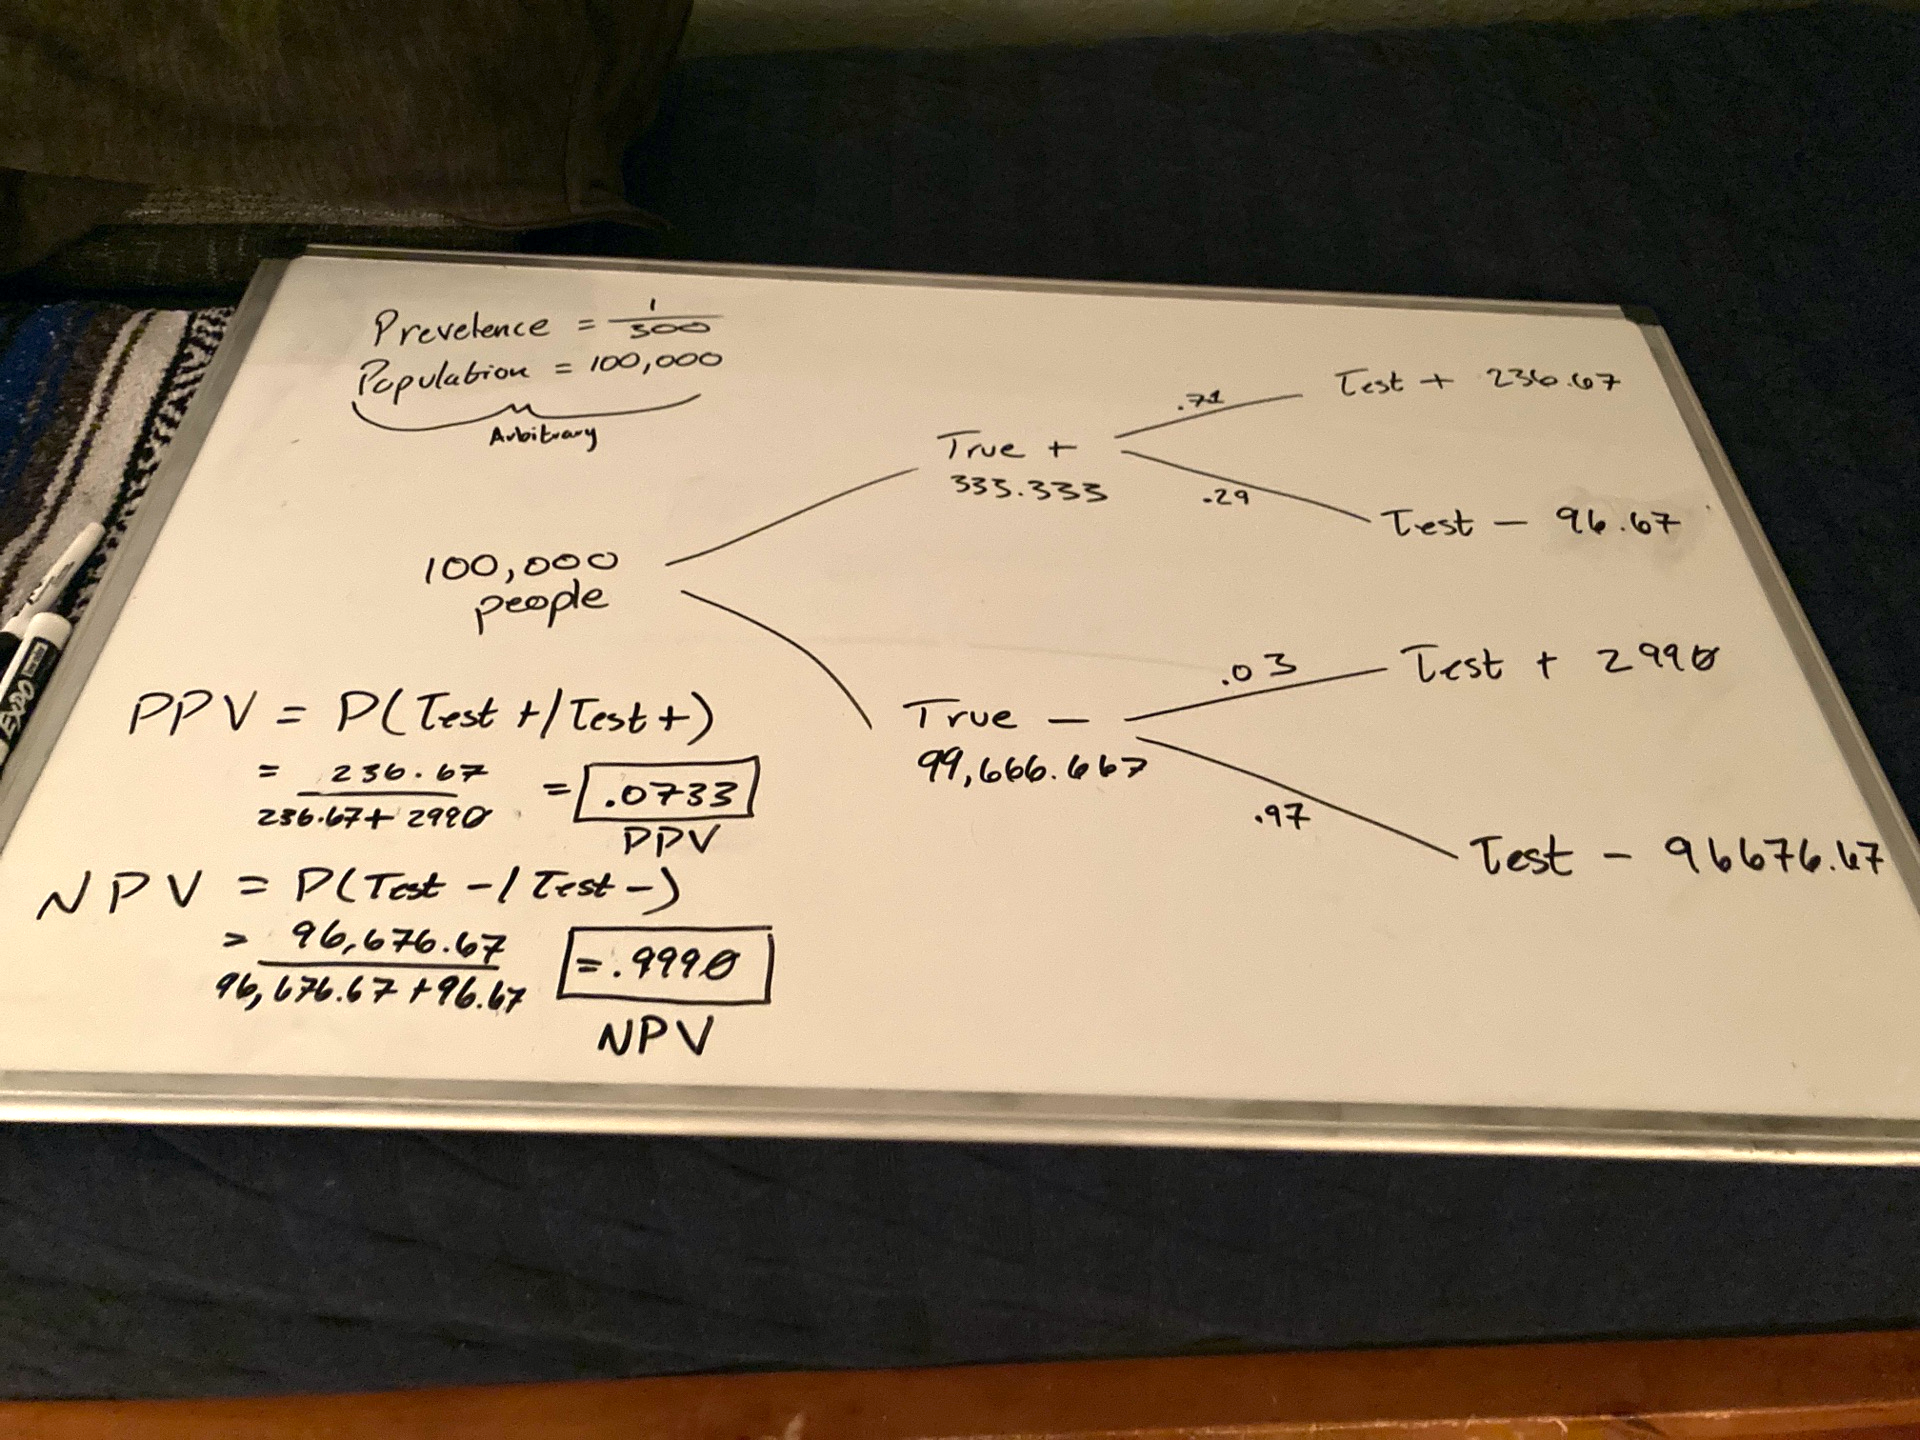 Prevelence = 1/300
Population = 100,000
Arbitrary
100,000
people
True +
333.333
.71
Test + 236.67
.29
Test - 96.67
True -
99,666.667
.03
Test + 2990
.97
Test - 96676.67
PPV = P(Test +/Test +)
= 236.67 / 236.67+ 2990 = .0733
PPV
NPV = P(Test -/Test -)
= 96,676.67 / 96,676.67 + 96.67 = .9990
NPV
EXPO